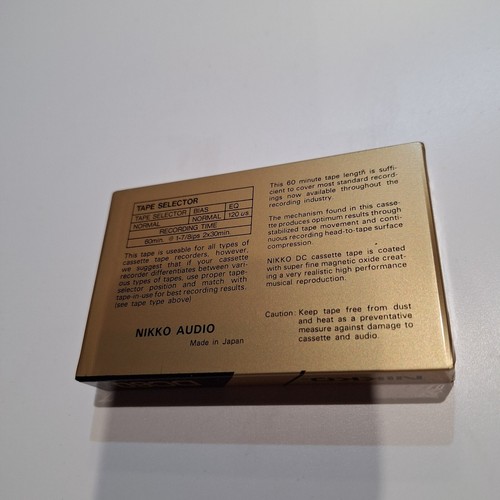 TAPE SELECTOR
TAPE SELECTOR BIAS EQ
NORMAL NORMAL 120 u/s
RECORDING TIME
60min. @ 1-7/8ips 2x30min.
This tape is useable for all types of
cassette tape recorders, however,
we suggest that if your cassette
recorder differentiates between vari-
ous types of tapes, use proper tape-
selector position and match with
tape-in-use for best recording results.
(see tape type above)
NIKKO AUDIO
Made in Japan
This 60 minute tape length is suffi-
cient to cover most standard record-
ings now available throughout the
recording industry.
The mechanism found in this casse-
tte produces optimum results through
stabilized tape movement and conti-
nuous recording head-to-tape surface
compression.
NIKKO DC cassette tape is coated
with super fine magnetic oxide creat-
ing a very realistic high performance
musical reproduction.
Caution: Keep tape free from dust
and heat as a preventative
measure against damage to
cassette and audio.